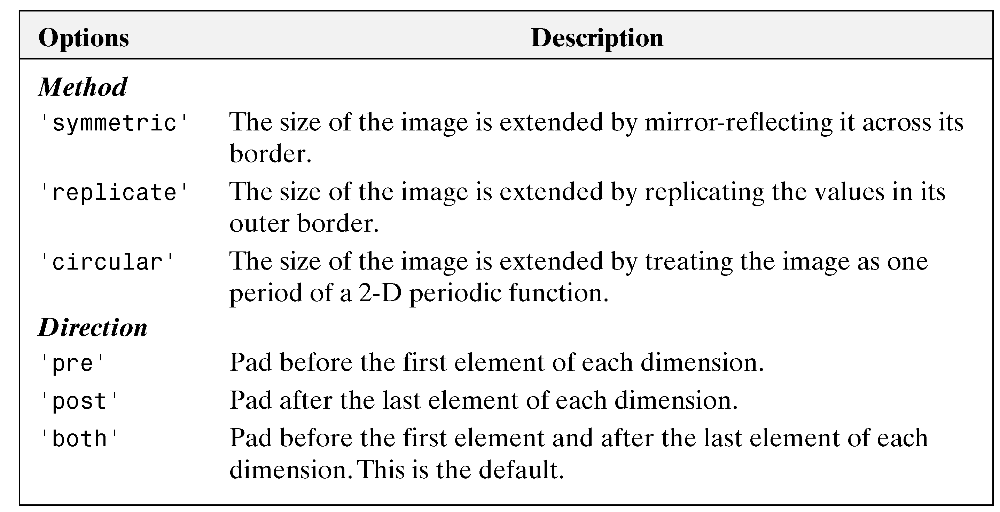 Options Description
Method
'symmetric' The size of the image is extended by mirror-reflecting it across its
border.
'replicate' The size of the image is extended by replicating the values in its
outer border.
'circular' The size of the image is extended by treating the image as one
period of a 2-D periodic function.
Direction
'pre' Pad before the first element of each dimension.
'post' Pad after the last element of each dimension.
'both' Pad before the first element and after the last element of each
dimension. This is the default.